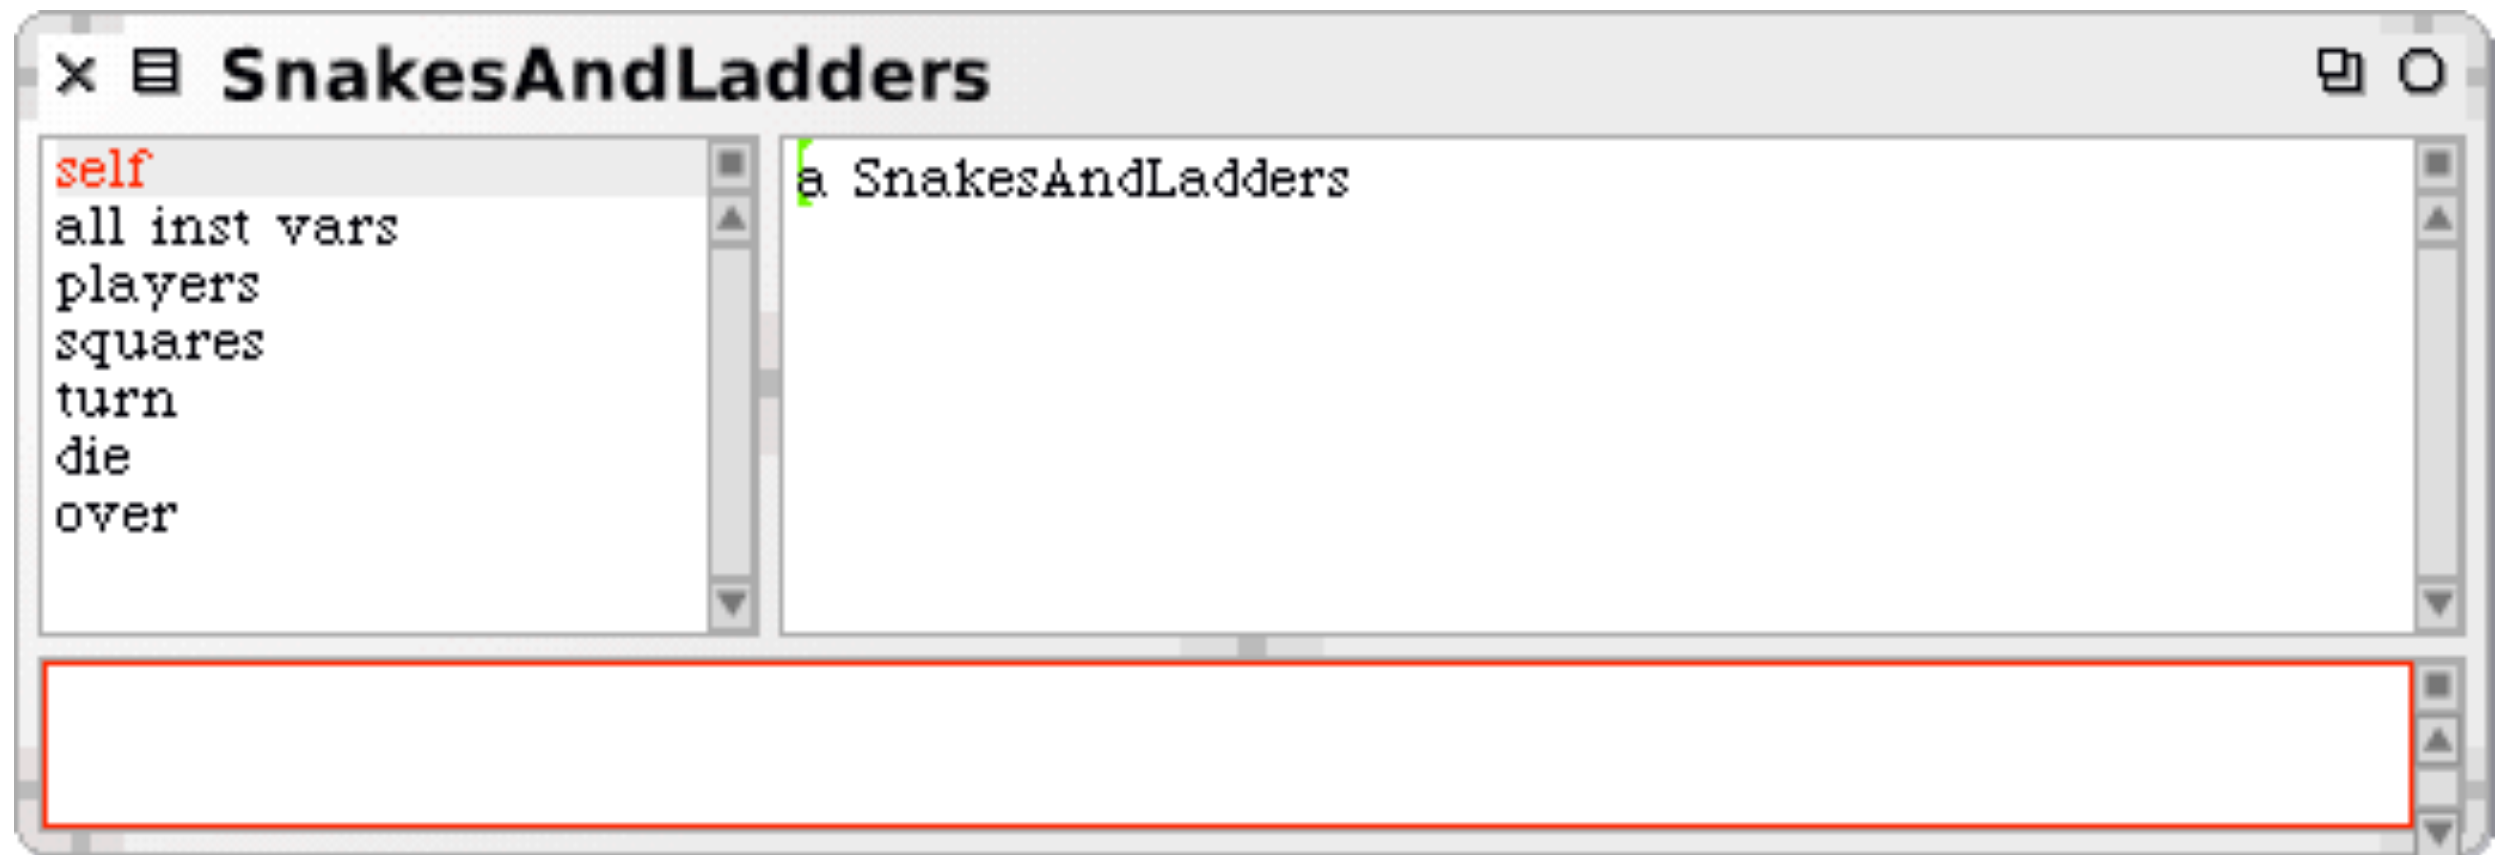 SnakesAndLadders
self
all inst vars
players
squares
turn
die
over
a SnakesAndLadders